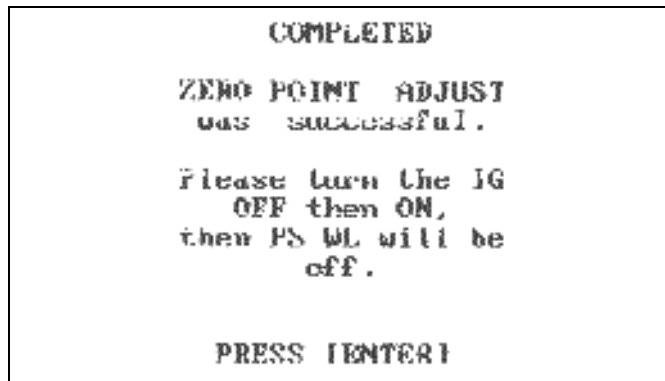 COMPLETED
ZERO POINT ADJUST
was successful.
Please turn the IG
OFF then ON,
then PS WL will be
off.
PRESS [ENTER]